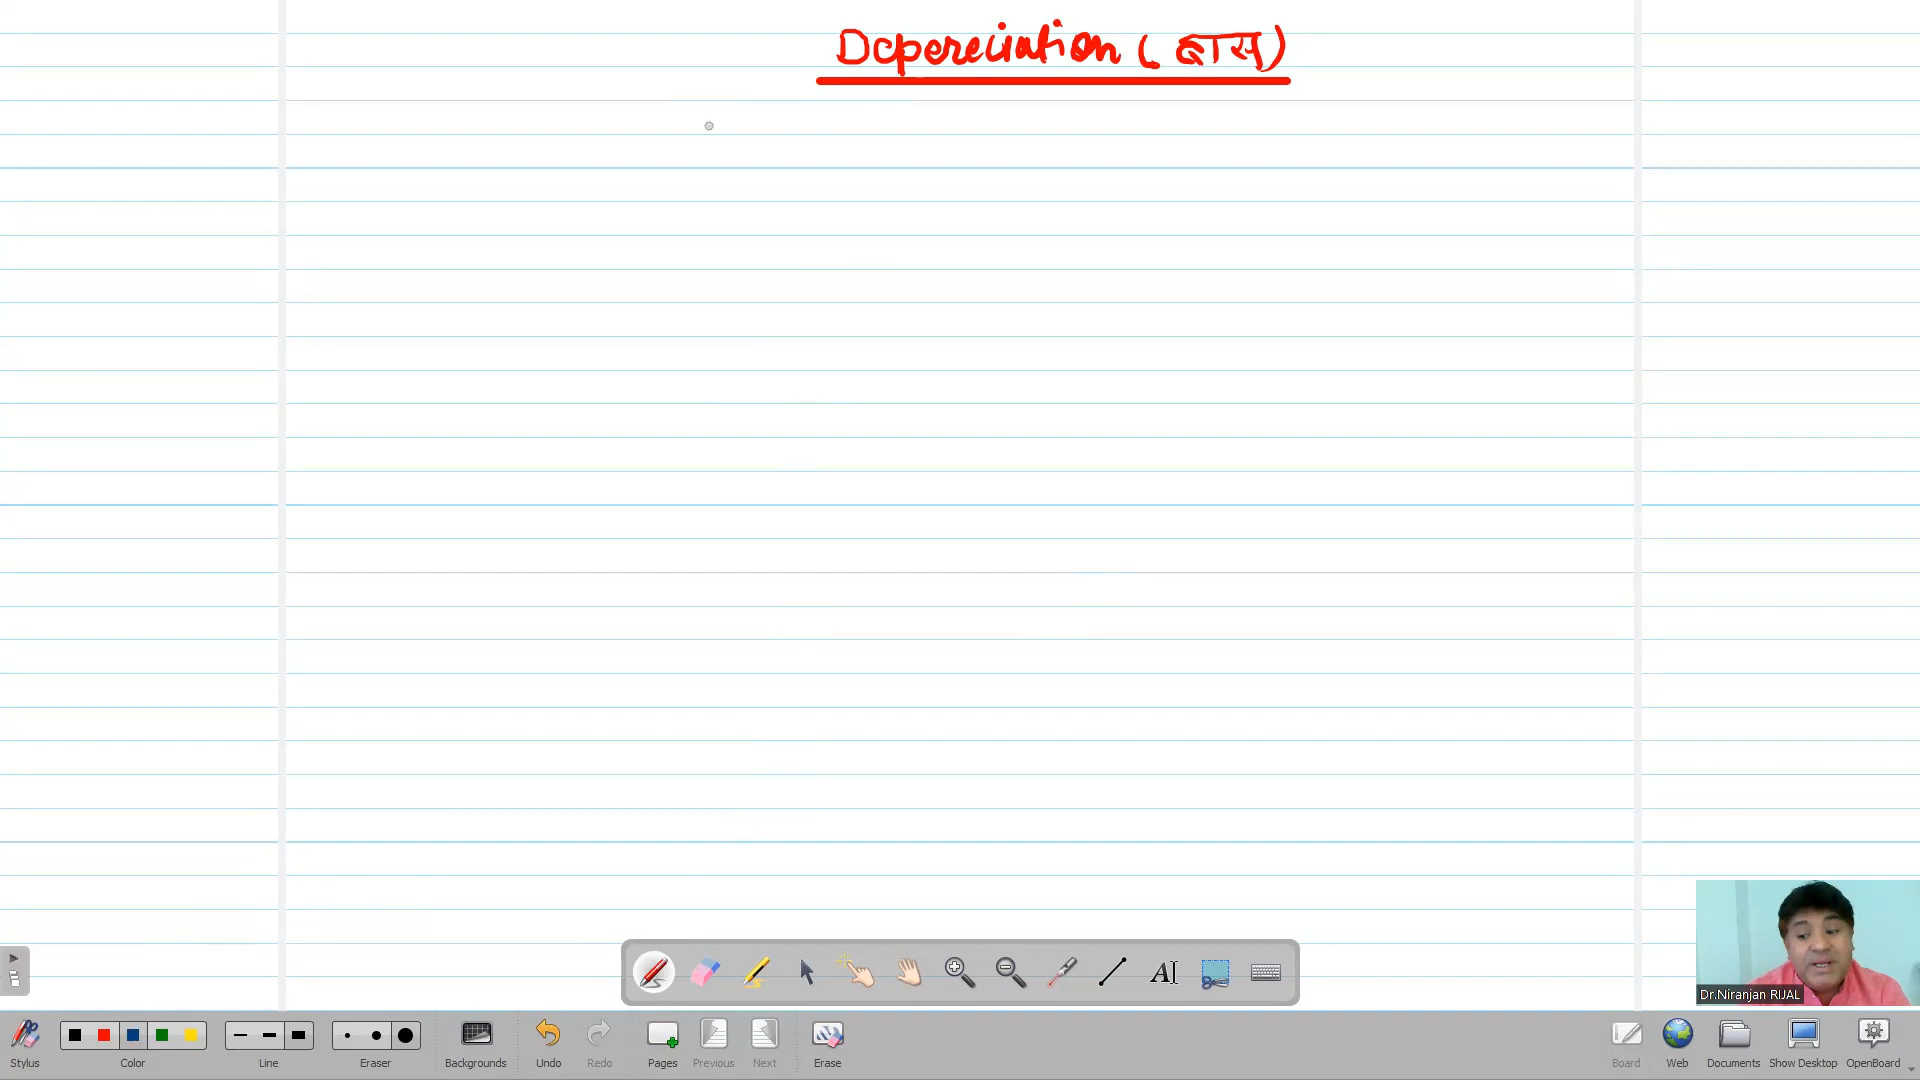 Depereciation (ह्रास)
Dr.Niranjan RIJAL
Stylus
Color
Line
Eraser
Backgrounds
Undo
Redo
Pages
Previous
Next
Erase
Board
Web
Documents
Show Desktop
OpenBoard